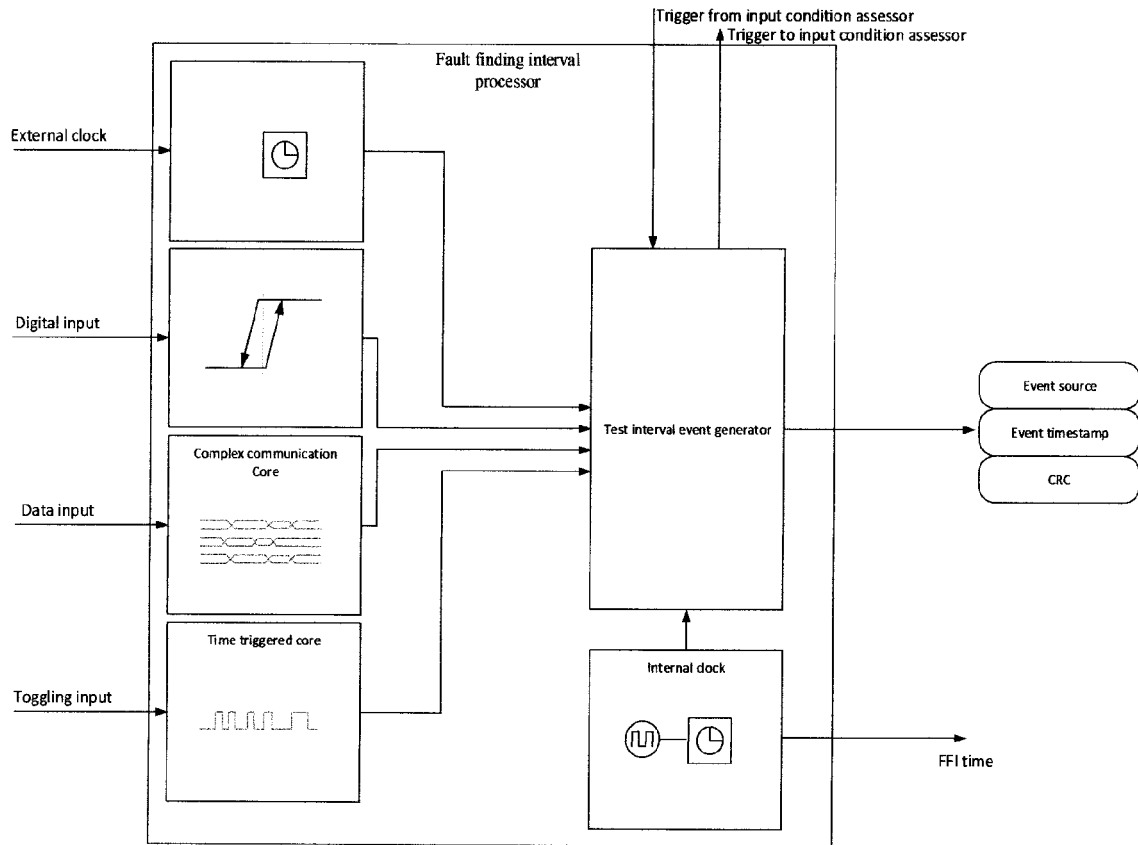 Trigger from input condition assessor
Trigger to input condition assessor
Fault finding interval
processor
External clock
Digital input
Complex communication
Core
Data input
Time triggered core
Toggling input
Test interval event generator
Internal clock
Event source
Event timestamp
CRC
FFI time